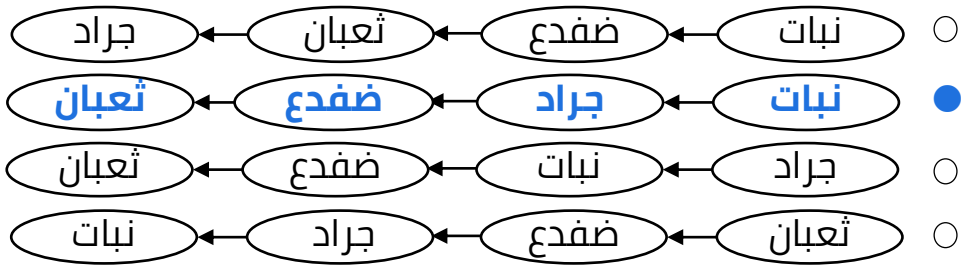 نبات ضفدع ثعبان جراد
نبات جراد ضفدع ثعبان
جراد نبات ضفدع ثعبان
ثعبان ضفدع جراد نبات